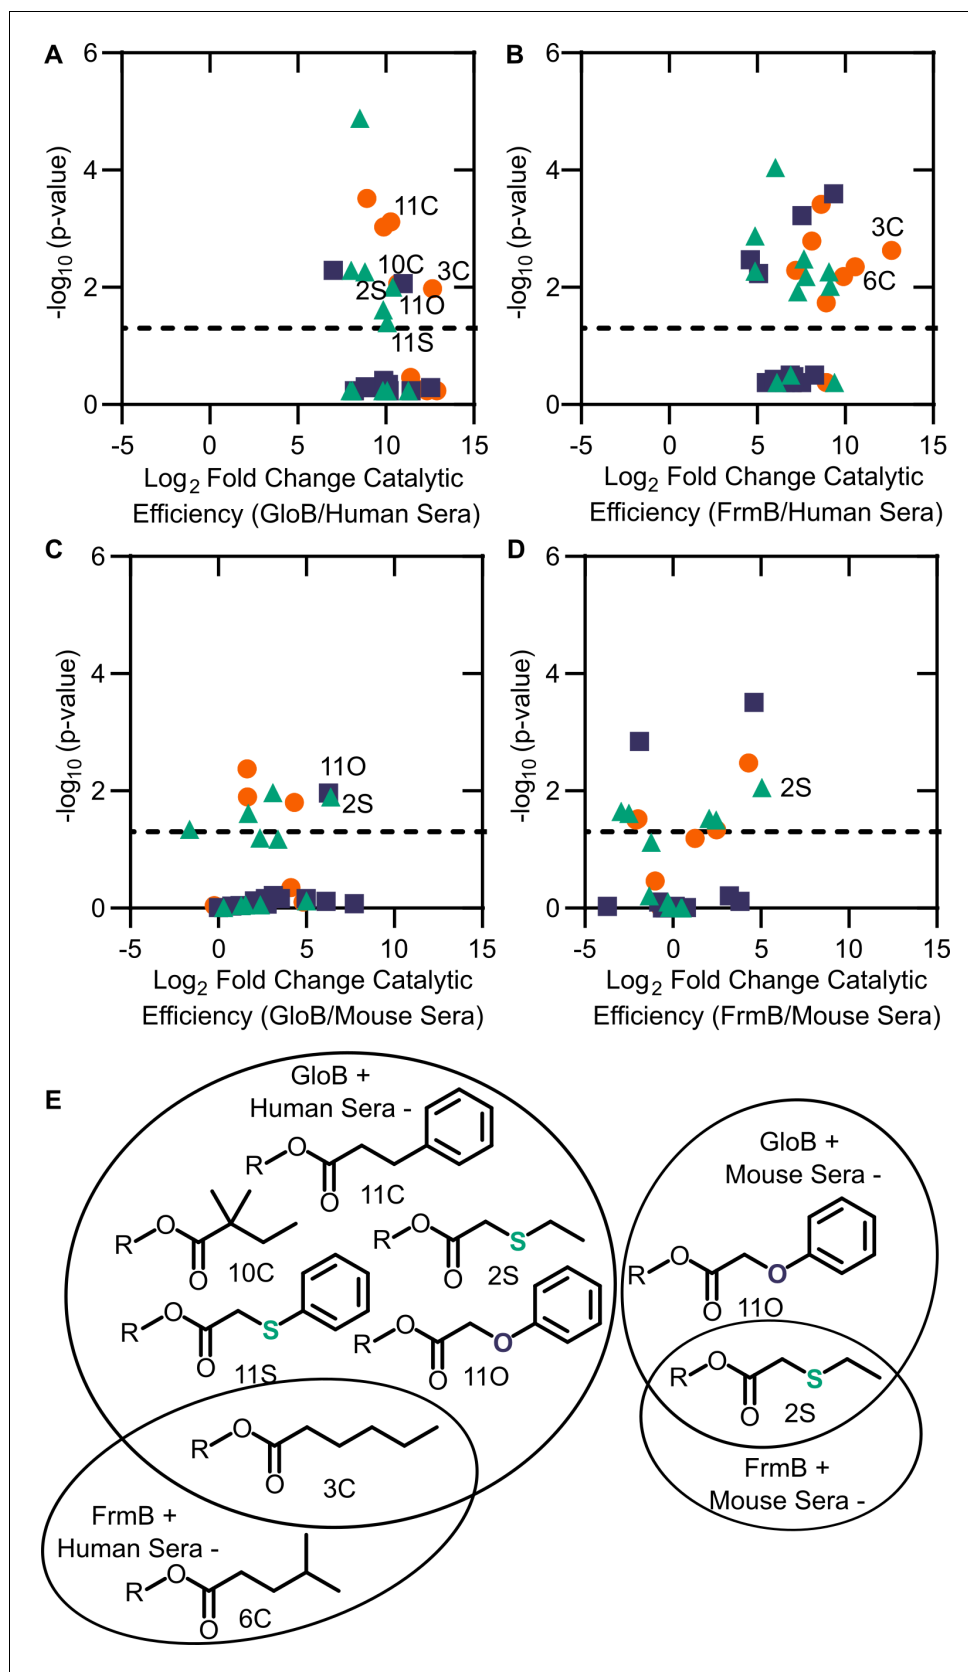 A
6
4
2
0
-5
0
5
10
15
-log10 (p-value)
11C
10C
3C
2S
11O
11S
Log2 Fold Change Catalytic
Efficiency (GloB/Human Sera)
B
6
4
2
0
-5
0
5
10
15
-log10 (p-value)
3C
6C
Log2 Fold Change Catalytic
Efficiency (FrmB/Human Sera)
C
6
4
2
0
-5
0
5
10
15
-log10 (p-value)
11O
2S
Log2 Fold Change Catalytic
Efficiency (GloB/Mouse Sera)
D
6
4
2
0
-5
0
5
10
15
-log10 (p-value)
2S
Log2 Fold Change Catalytic
Efficiency (FrmB/Mouse Sera)
E
GloB +
Human Sera -
R O O
11C
R O O
10C
R O O S
2S
R O O S
11S
R O O O
11O
R O O
3C
FrmB +
Human Sera -
R O O
6C
GloB +
Mouse Sera -
R O O O
11O
R O O S
2S
FrmB +
Mouse Sera -